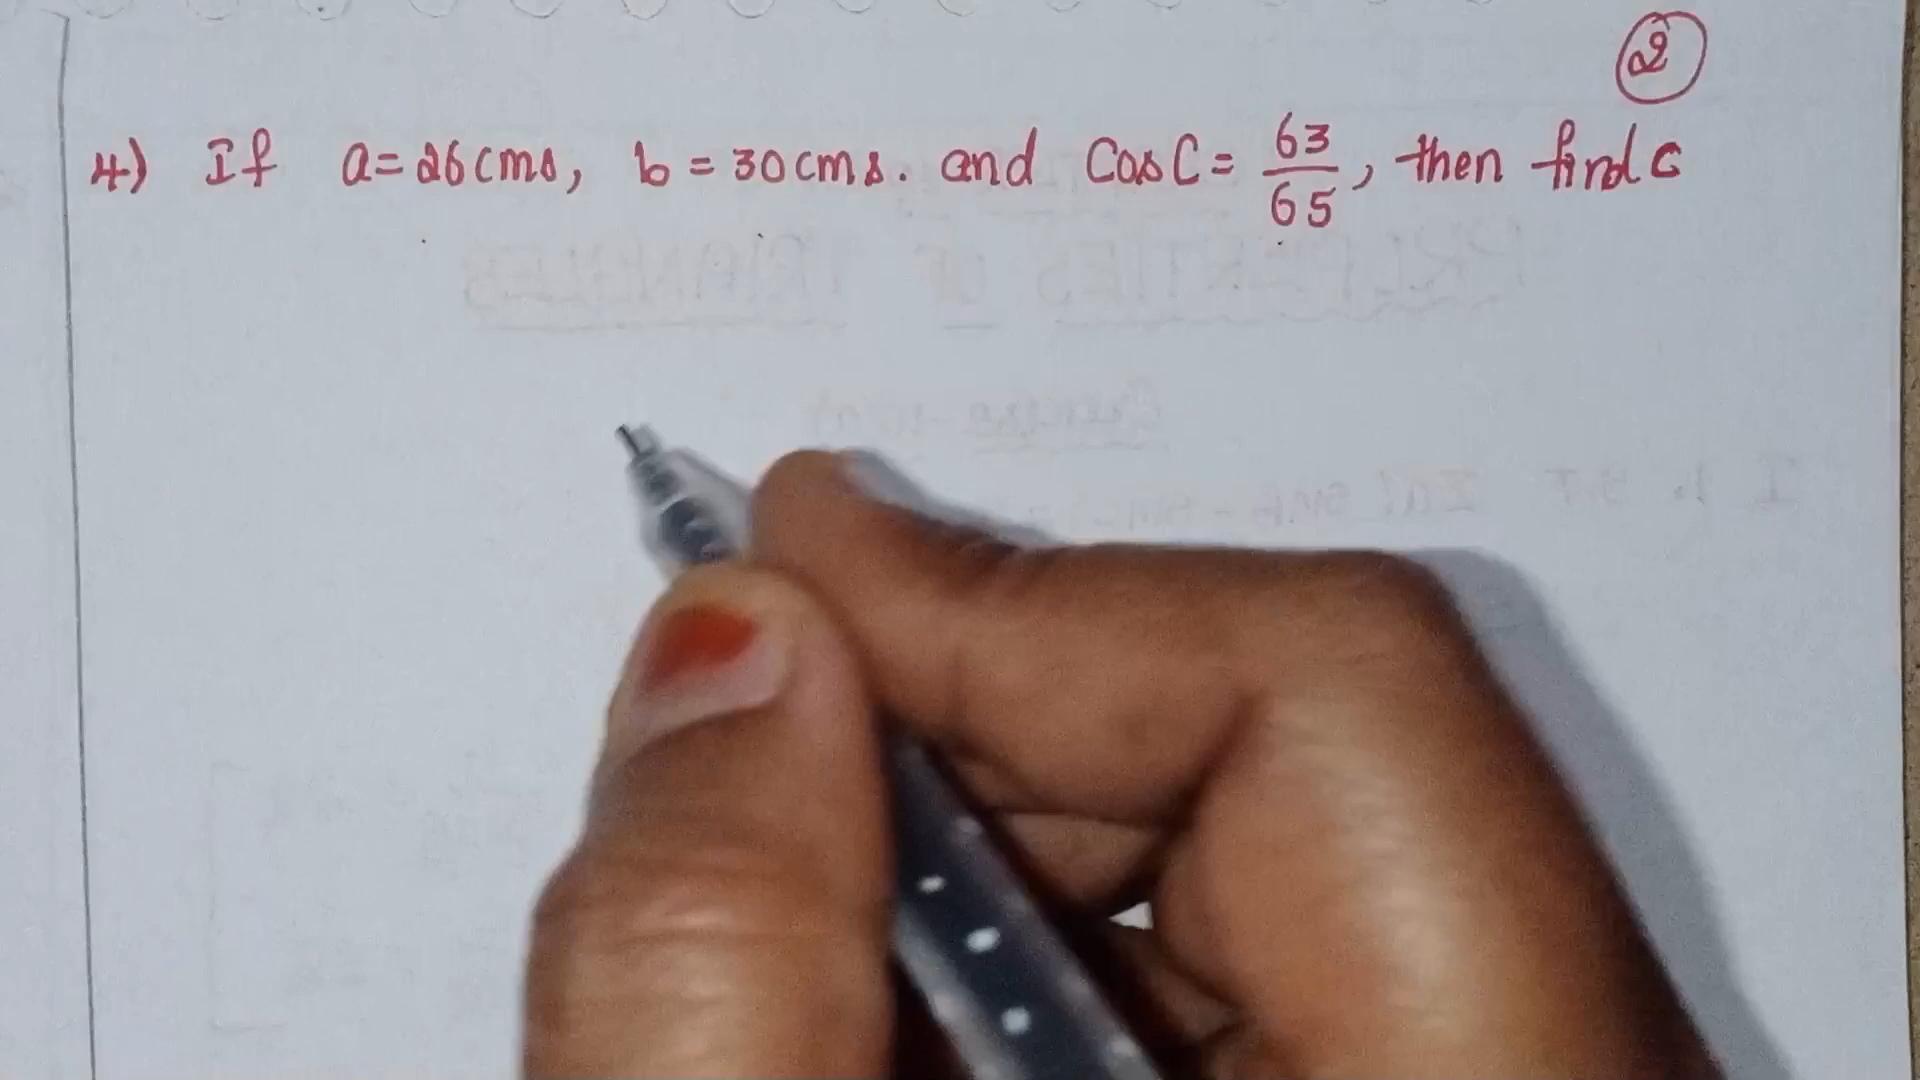 2
4) If a=26cms, b=30cms. and CosC= 63/65, then find c